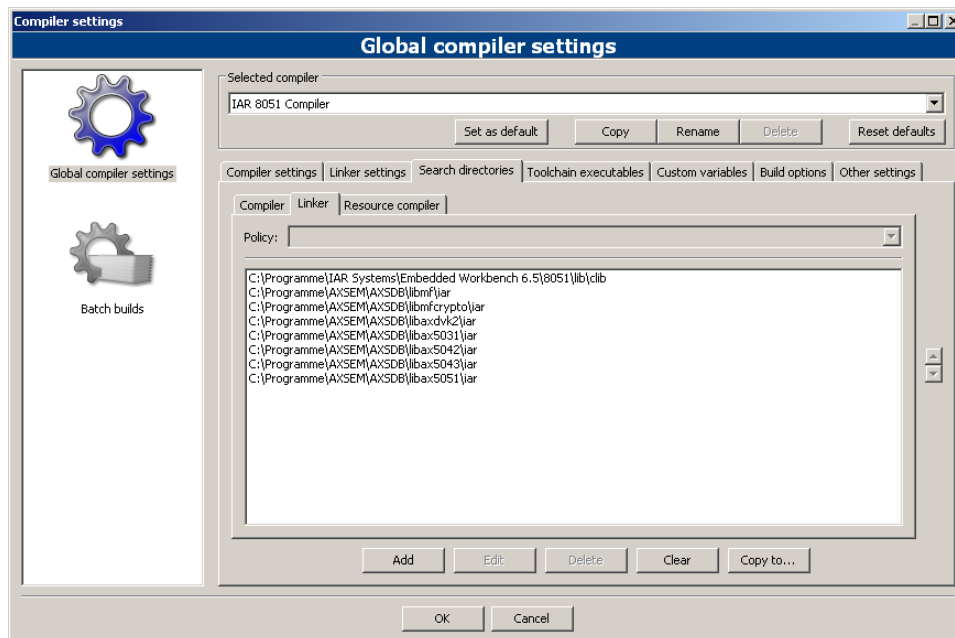 Compiler settings
Global compiler settings
Global compiler settings
Batch builds
Selected compiler
IAR 8051 Compiler
Set as default Copy Rename Delete Reset defaults
Compiler settings Linker settings Search directories Toolchain executables Custom variables Build options Other settings
Compiler Linker Resource compiler
Policy:
C:\Programme\IAR Systems\Embedded Workbench 6.5\8051\lib\clib
C:\Programme\AXSEM\AXSDB\libmf\iar
C:\Programme\AXSEM\AXSDB\libmfcrypto\iar
C:\Programme\AXSEM\AXSDB\libaxdvk2\iar
C:\Programme\AXSEM\AXSDB\libax5031\iar
C:\Programme\AXSEM\AXSDB\libax5042\iar
C:\Programme\AXSEM\AXSDB\libax5043\iar
C:\Programme\AXSEM\AXSDB\libax5051\iar
Add Edit Delete Clear Copy to...
OK Cancel